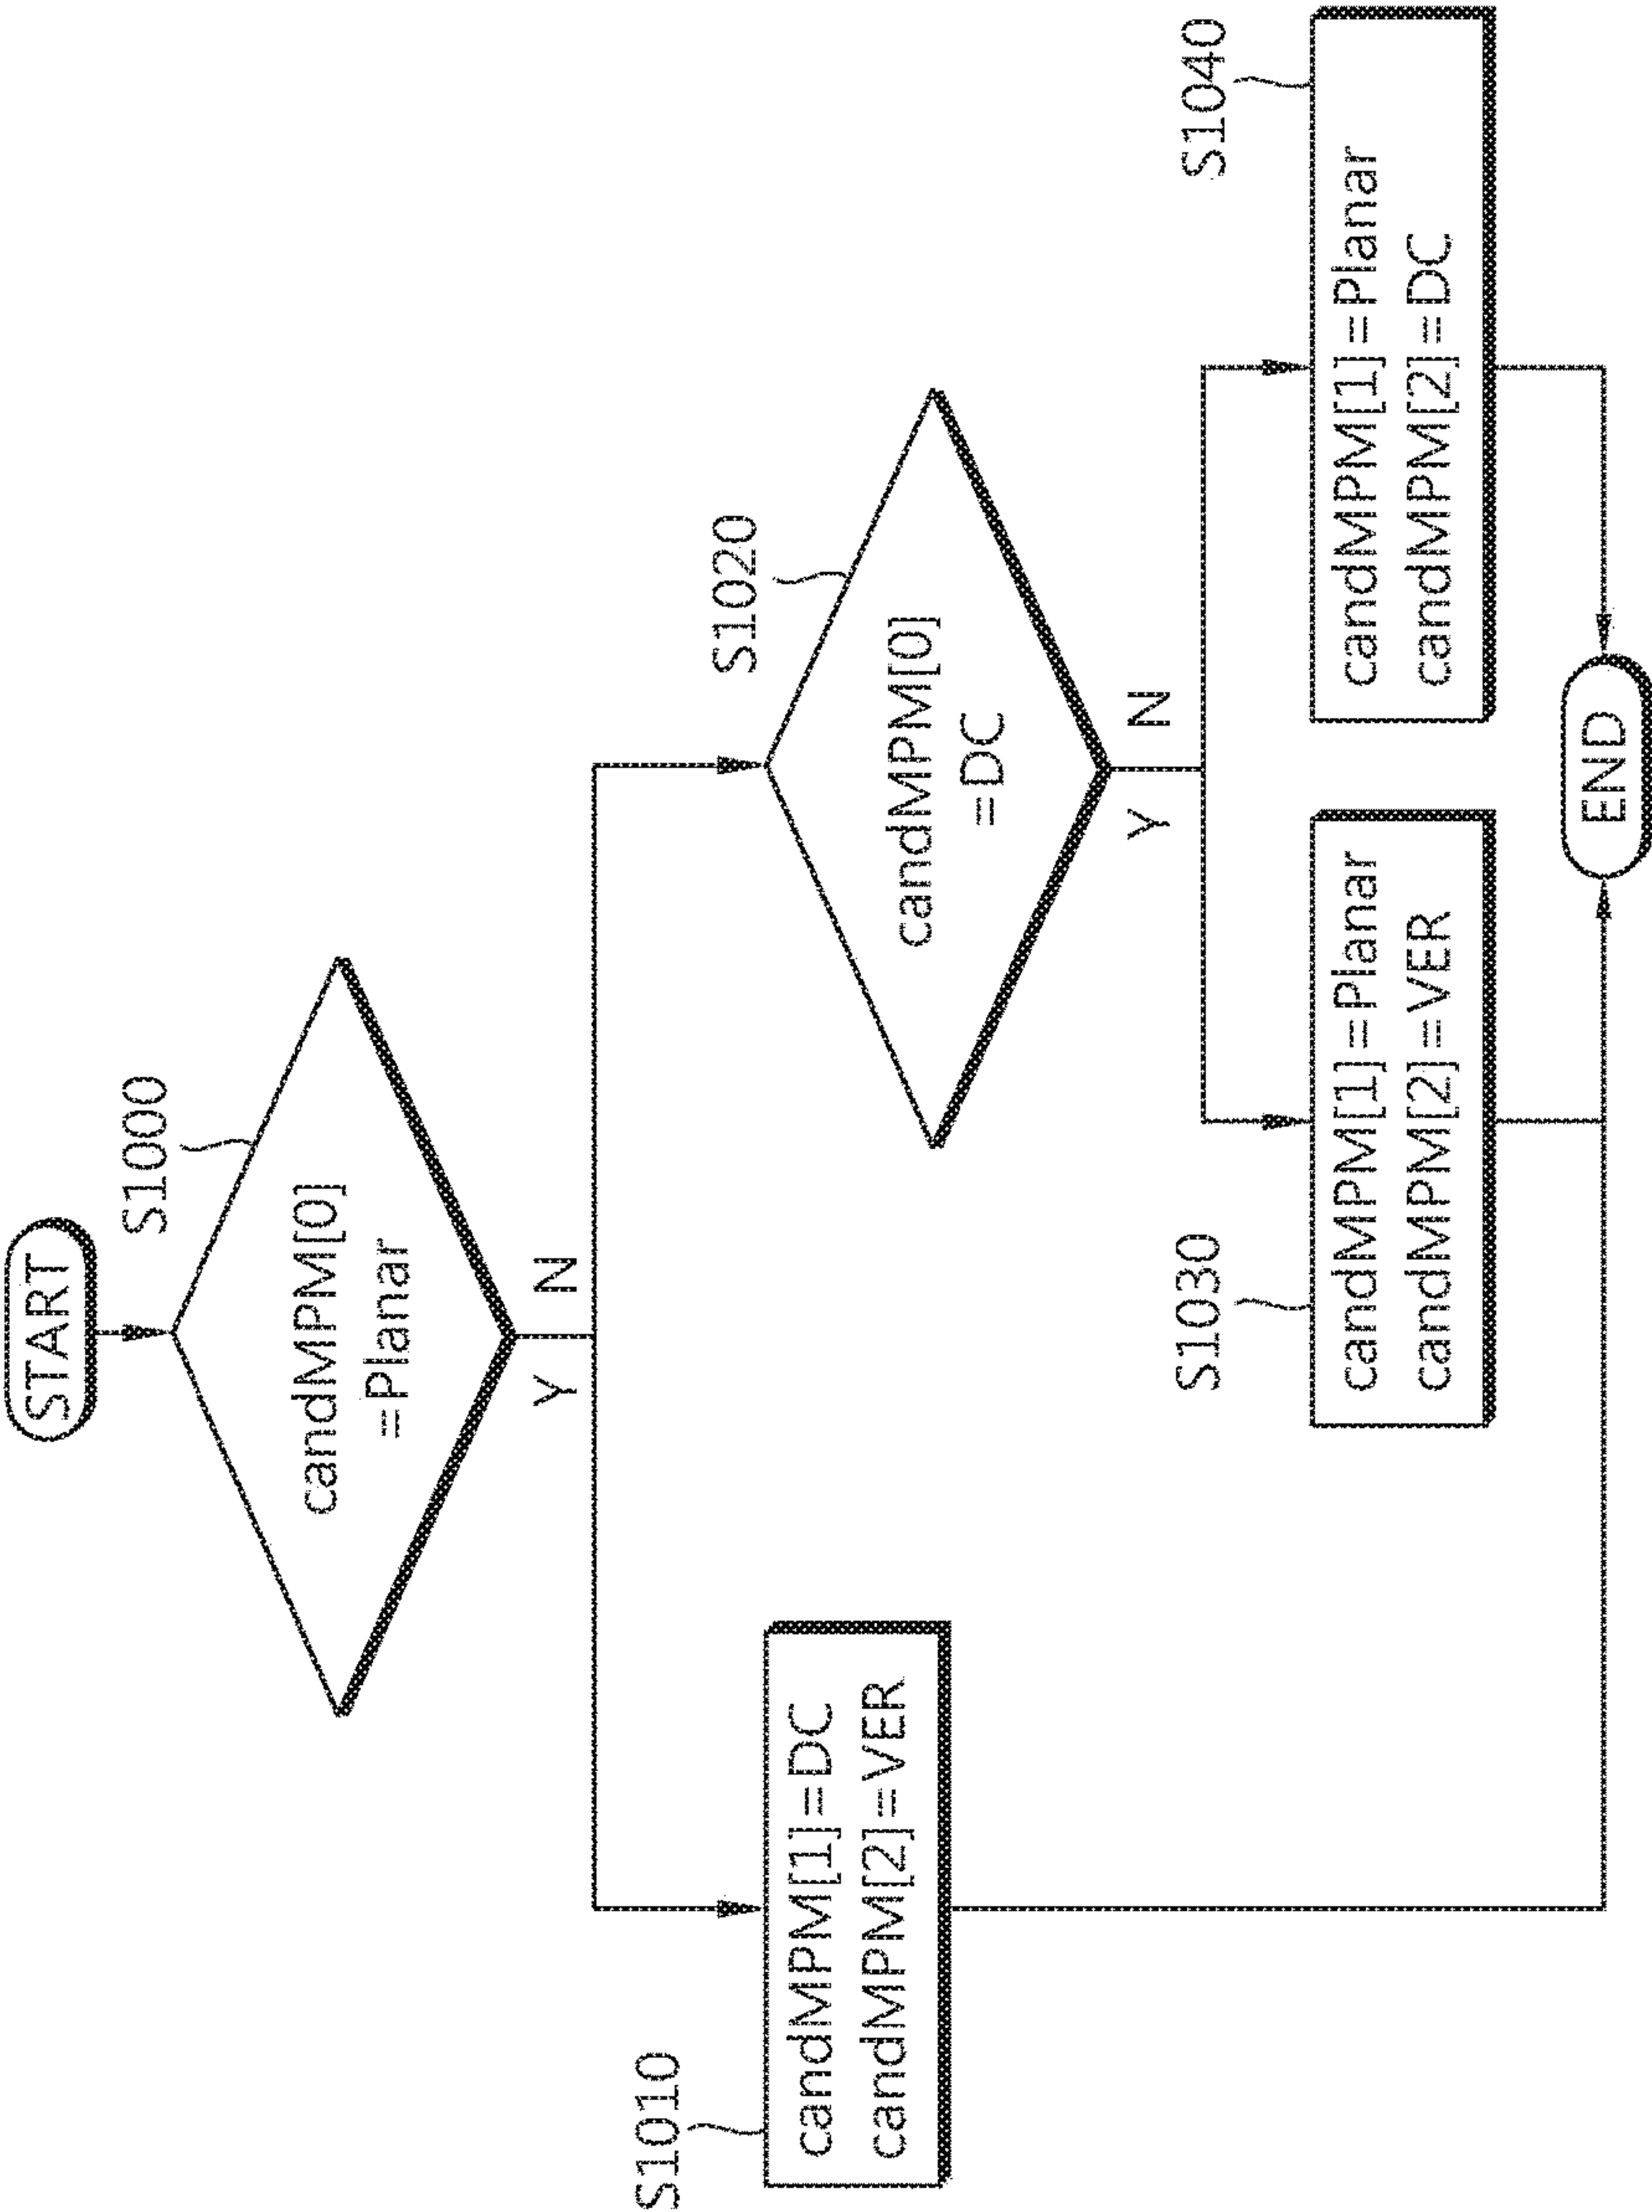 START
S1000
candMPM[0]
=Planar
Y
N
S1010
candMPM[1]=DC
candMPM[2]=VER
S1020
candMPM[0]
=DC
Y
N
S1030
candMPM[1]=Planar
candMPM[2]=VER
S1040
candMPM[1]=Planar
candMPM[2]=DC
END